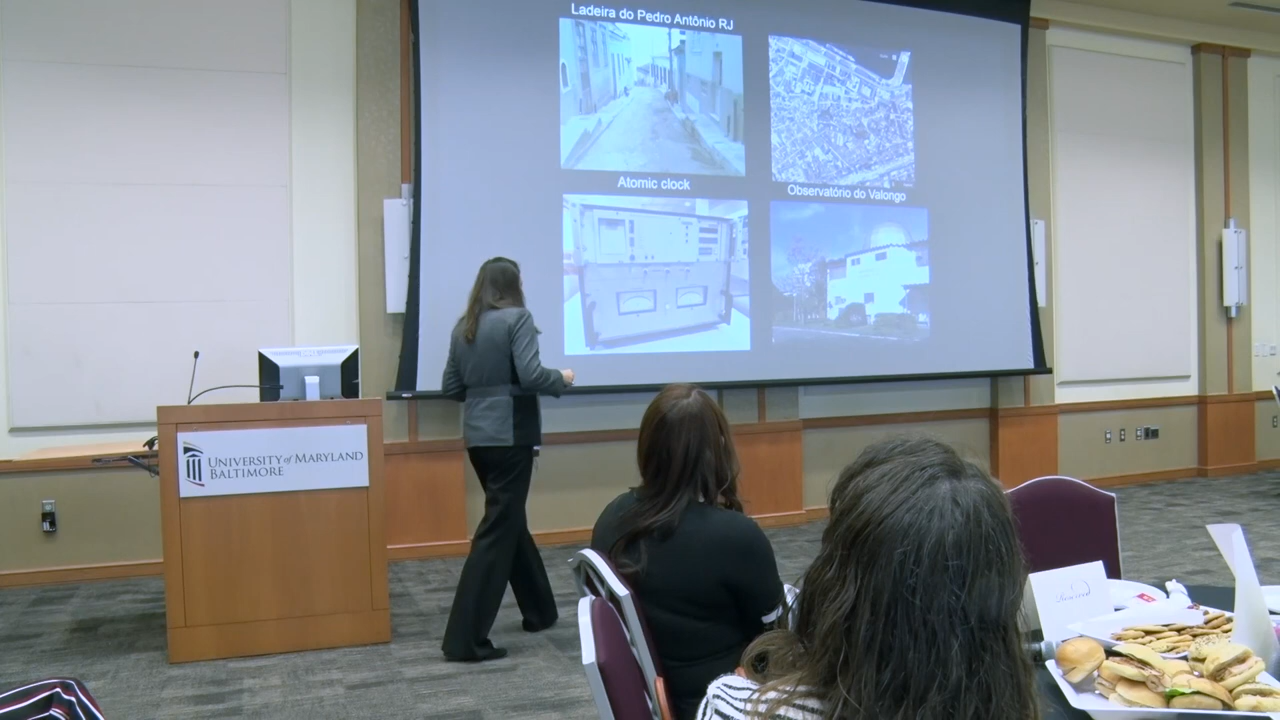 Ladeira do Pedro Antônio RJ
Atomic clock
Observatório do Valongo
UNIVERSITY of MARYLAND
BALTIMORE